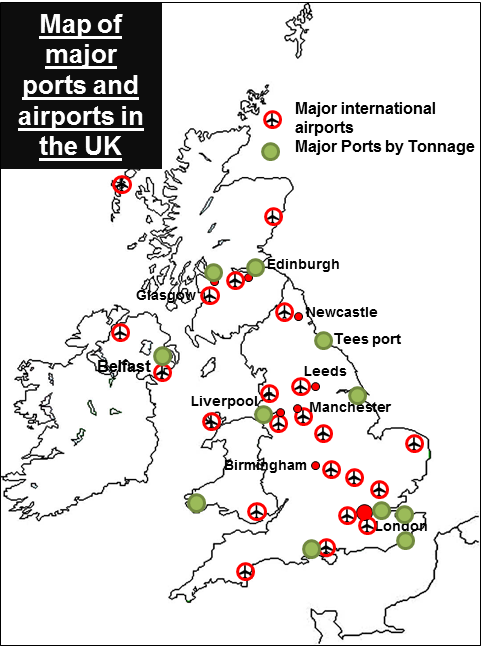 Map of
major
ports and
airports in
the UK
Major international
airports
Major Ports by Tonnage
Edinburgh
Glasgow
Newcastle
Tees port
Belfast
Leeds
Liverpool
Manchester
Birmingham
London